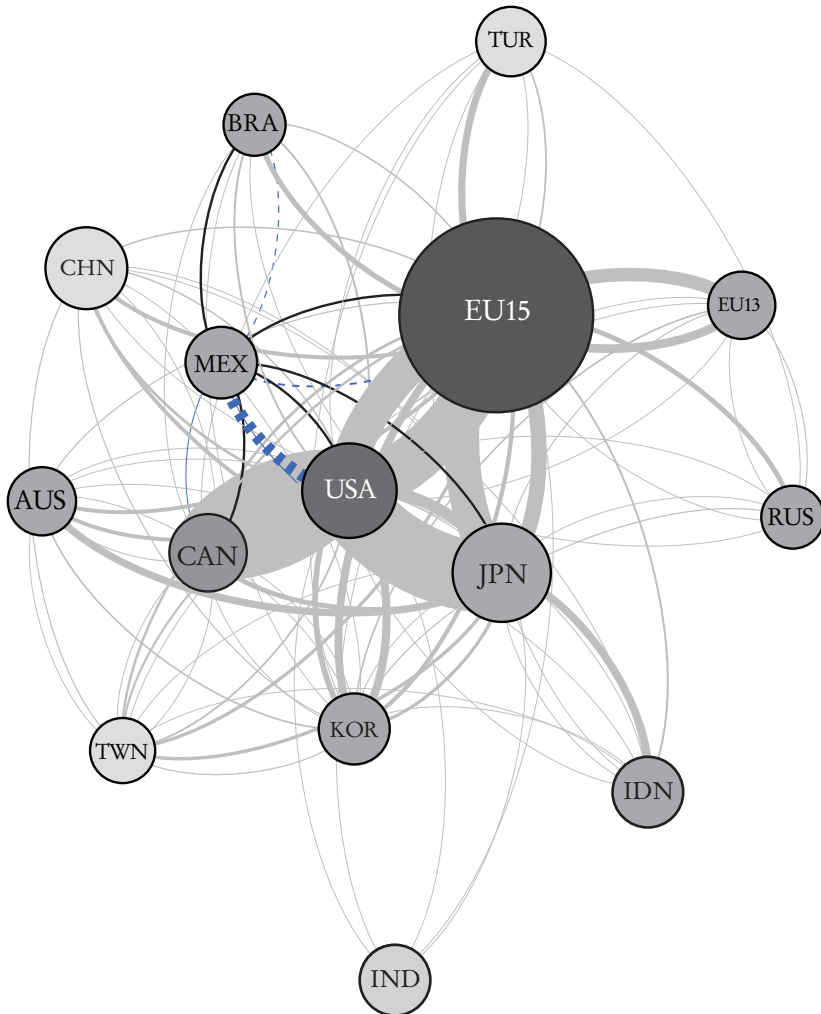 TUR
BRA
CHN
EU15
EU13
MEX
USA
AUS
RUS
CAN
JPN
KOR
TWN
IDN
IND